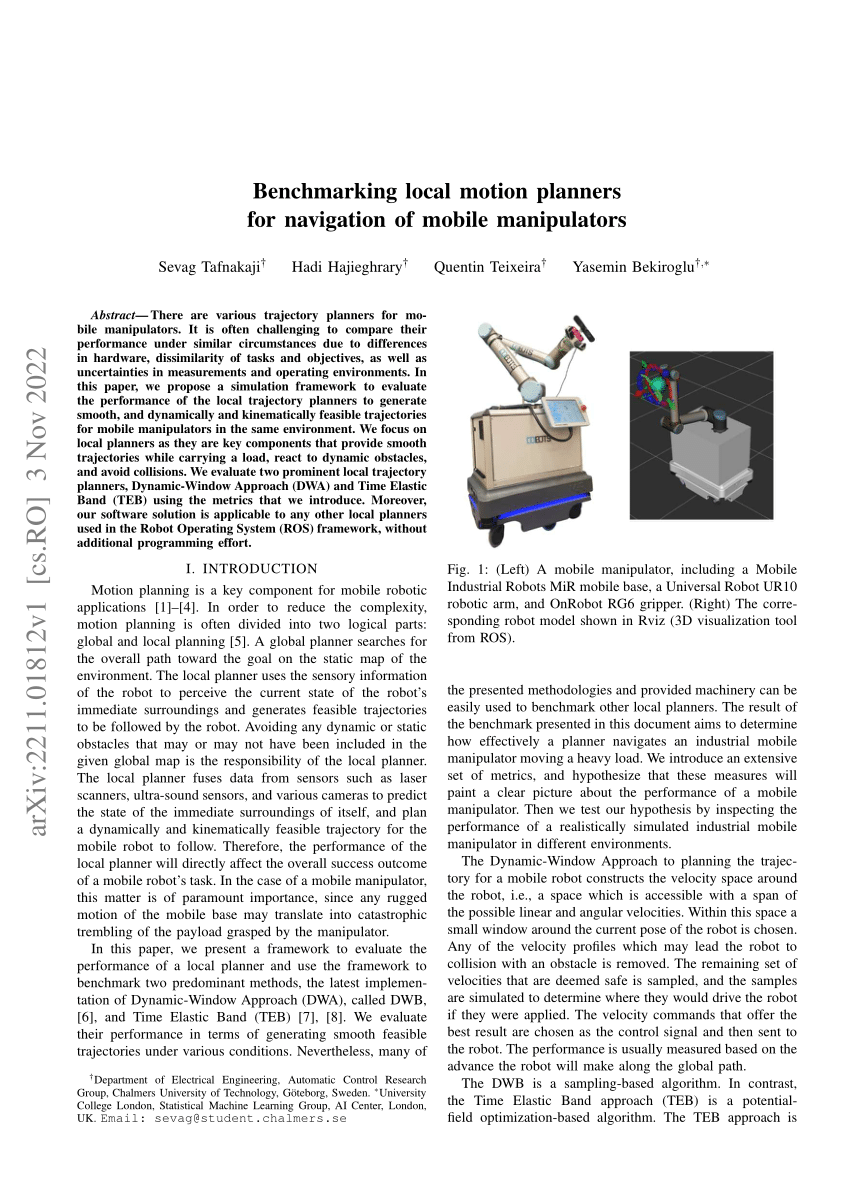 Benchmarking local motion planners
for navigation of mobile manipulators
Sevag Tafnakaji† Hadi Hajieghrary† Quentin Teixeira† Yasemin Bekiroglu†,∗
Abstract— There are various trajectory planners for mo-
bile manipulators. It is often challenging to compare their
performance under similar circumstances due to differences
in hardware, dissimilarity of tasks and objectives, as well as
uncertainties in measurements and operating environments. In
this paper, we propose a simulation framework to evaluate
the performance of the local trajectory planners to generate
smooth, and dynamically and kinematically feasible trajectories
for mobile manipulators in the same environment. We focus on
local planners as they are key components that provide smooth
trajectories while carrying a load, react to dynamic obstacles,
and avoid collisions. We evaluate two prominent local trajectory
planners, Dynamic-Window Approach (DWA) and Time Elastic
Band (TEB) using the metrics that we introduce. Moreover,
our software solution is applicable to any other local planners
used in the Robot Operating System (ROS) framework, without
additional programming effort.
I. INTRODUCTION
Motion planning is a key component for mobile robotic
applications [1]–[4]. In order to reduce the complexity,
motion planning is often divided into two logical parts:
global and local planning [5]. A global planner searches for
the overall path toward the goal on the static map of the
environment. The local planner uses the sensory information
of the robot to perceive the current state of the robot's
immediate surroundings and generates feasible trajectories
to be followed by the robot. Avoiding any dynamic or static
obstacles that may or may not have been included in the
given global map is the responsibility of the local planner.
The local planner fuses data from sensors such as laser
scanners, ultra-sound sensors, and various cameras to predict
the state of the immediate surroundings of itself, and plan
a dynamically and kinematically feasible trajectory for the
mobile robot to follow. Therefore, the performance of the
local planner will directly affect the overall success outcome
of a mobile robot's task. In the case of a mobile manipulator,
this matter is of paramount importance, since any rugged
motion of the mobile base may translate into catastrophic
trembling of the payload grasped by the manipulator.
In this paper, we present a framework to evaluate the
performance of a local planner and use the framework to
benchmark two predominant methods, the latest implemen-
tation of Dynamic-Window Approach (DWA), called DWB,
[6], and Time Elastic Band (TEB) [7], [8]. We evaluate
their performance in terms of generating smooth feasible
trajectories under various conditions. Nevertheless, many of
†Department of Electrical Engineering, Automatic Control Research
Group, Chalmers University of Technology, Göteborg, Sweden. ∗University
College London, Statistical Machine Learning Group, AI Center, London,
UK. Email: sevag@student.chalmers.se
Fig. 1: (Left) A mobile manipulator, including a Mobile
Industrial Robots MiR mobile base, a Universal Robot UR10
robotic arm, and OnRobot RG6 gripper. (Right) The corre-
sponding robot model shown in Rviz (3D visualization tool
from ROS).
the presented methodologies and provided machinery can be
easily used to benchmark other local planners. The result of
the benchmark presented in this document aims to determine
how effectively a planner navigates an industrial mobile
manipulator moving a heavy load. We introduce an extensive
set of metrics, and hypothesize that these measures will
paint a clear picture about the performance of a mobile
manipulator. Then we test our hypothesis by inspecting the
performance of a realistically simulated industrial mobile
manipulator in different environments.
The Dynamic-Window Approach to planning the trajec-
tory for a mobile robot constructs the velocity space around
the robot, i.e., a space which is accessible with a span of
the possible linear and angular velocities. Within this space a
small window around the current pose of the robot is chosen.
Any of the velocity profiles which may lead the robot to
collision with an obstacle is removed. The remaining set of
velocities that are deemed safe is sampled, and the samples
are simulated to determine where they would drive the robot
if they were applied. The velocity commands that offer the
best result are chosen as the control signal and then sent to
the robot. The performance is usually measured based on the
advance the robot will make along the global path.
The DWB is a sampling-based algorithm. In contrast,
the Time Elastic Band approach (TEB) is a potential-
field optimization-based algorithm. The TEB approach is
arXiv:2211.01812v1 [cs.RO] 3 Nov 2022